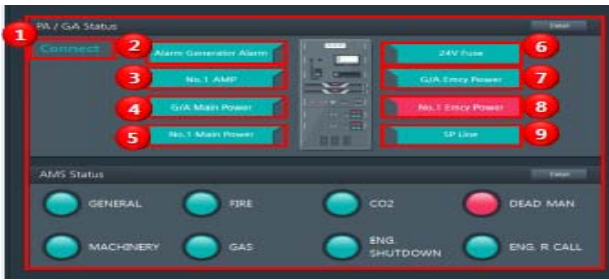 PA / GA Status
1
Connect
2 Alarm Generator Alarm
3 No.1 AMP
4 G/A Main Power
5 No.1 Main Power
24V Fuse 6
G/A Emcy Power 7
No.1 Emcy Power 8
SP Line 9
AMS Status
GENERAL FIRE CO2 DEAD MAN
MACHINERY GAS ENG. SHUTDOWN ENG. R CALL